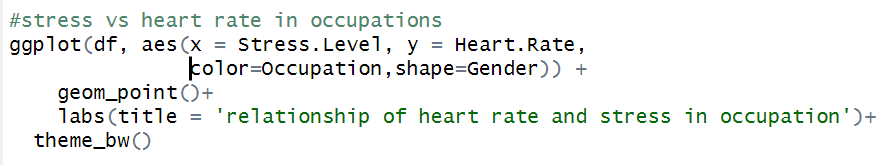 #stress vs heart rate in occupations
ggplot(df, aes(x = Stress.Level, y = Heart.Rate,
color=Occupation,shape=Gender)) +
geom_point()+
labs(title = 'relationship of heart rate and stress in occupation')+
theme_bw()